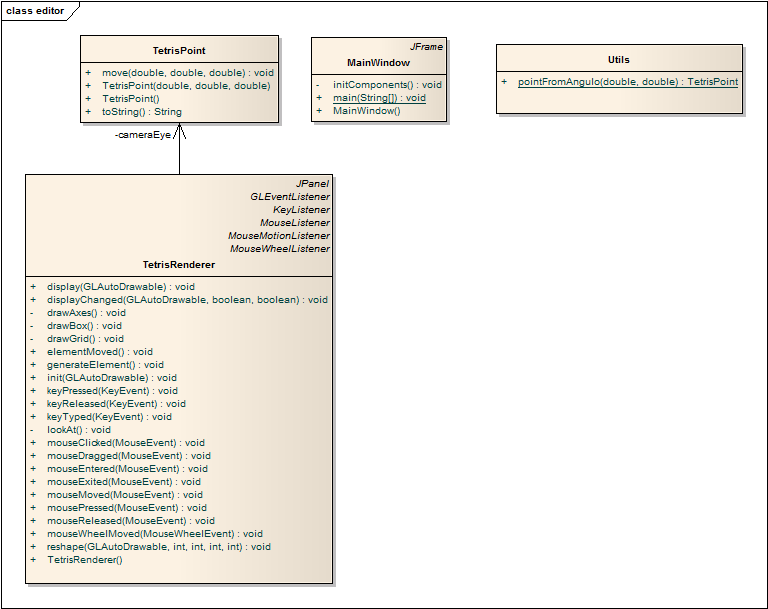 class editor
TetrisPoint
+ move(double, double, double) : void
+ TetrisPoint(double, double, double)
+ TetrisPoint()
+ toString() : String
JFrame
MainWindow
- initComponents() : void
+ main(String[]) : void
+ MainWindow()
Utils
+ pointFromAngulo(double, double) : TetrisPoint
-cameraEye
JPanel
GLEventListener
KeyListener
MouseListener
MouseMotionListener
MouseWheelListener
TetrisRenderer
+ display(GLAutoDrawable) : void
+ displayChanged(GLAutoDrawable, boolean, boolean) : void
- drawAxes() : void
- drawBox() : void
- drawGrid() : void
+ elementMoved() : void
+ generateElement() : void
+ init(GLAutoDrawable) : void
+ keyPressed(KeyEvent) : void
+ keyReleased(KeyEvent) : void
+ keyTyped(KeyEvent) : void
- lookAt() : void
+ mouseClicked(MouseEvent) : void
+ mouseDragged(MouseEvent) : void
+ mouseEntered(MouseEvent) : void
+ mouseExited(MouseEvent) : void
+ mouseMoved(MouseEvent) : void
+ mousePressed(MouseEvent) : void
+ mouseReleased(MouseEvent) : void
+ mouseWheelMoved(MouseWheelEvent) : void
+ reshape(GLAutoDrawable, int, int, int, int) : void
+ TetrisRenderer()